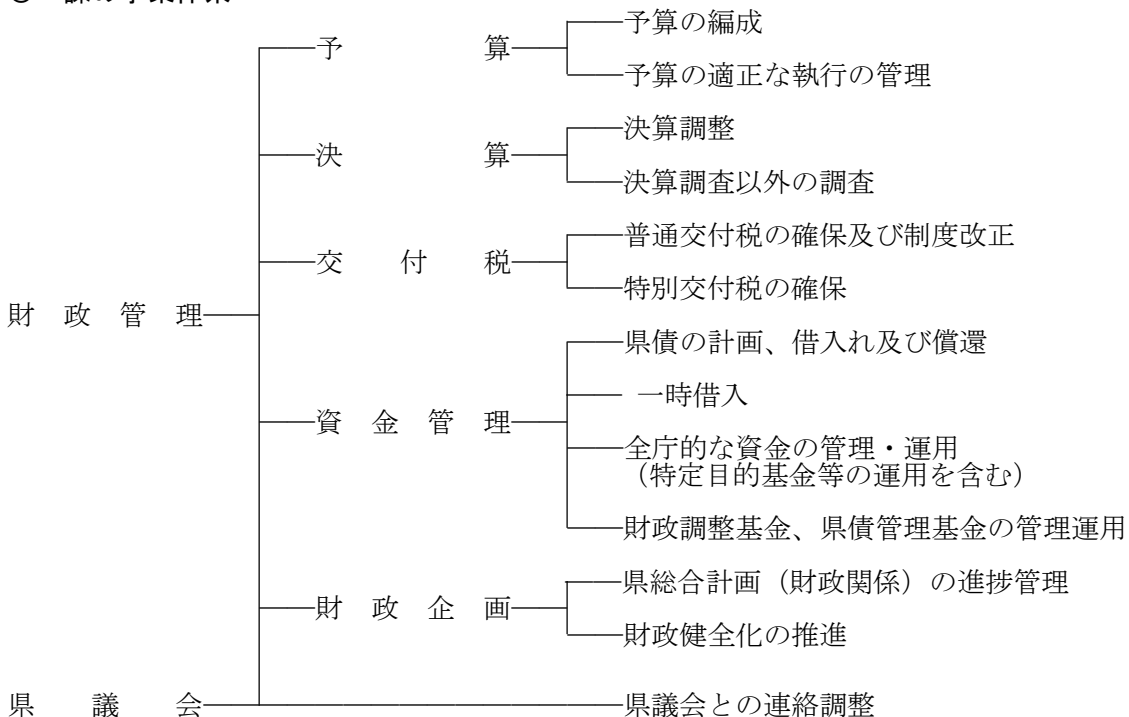 予算
予算の編成
予算の適正な執行の管理
決算
決算調整
決算調査以外の調査
交付税
普通交付税の確保及び制度改正
特別交付税の確保
財政管理
資金管理
県債の計画、借入れ及び償還
一時借入
全庁的な資金の管理・運用
（特定目的基金等の運用を含む）
財政調整基金、県債管理基金の管理運用
財政企画
県総合計画（財政関係）の進捗管理
財政健全化の推進
県議会
県議会との連絡調整